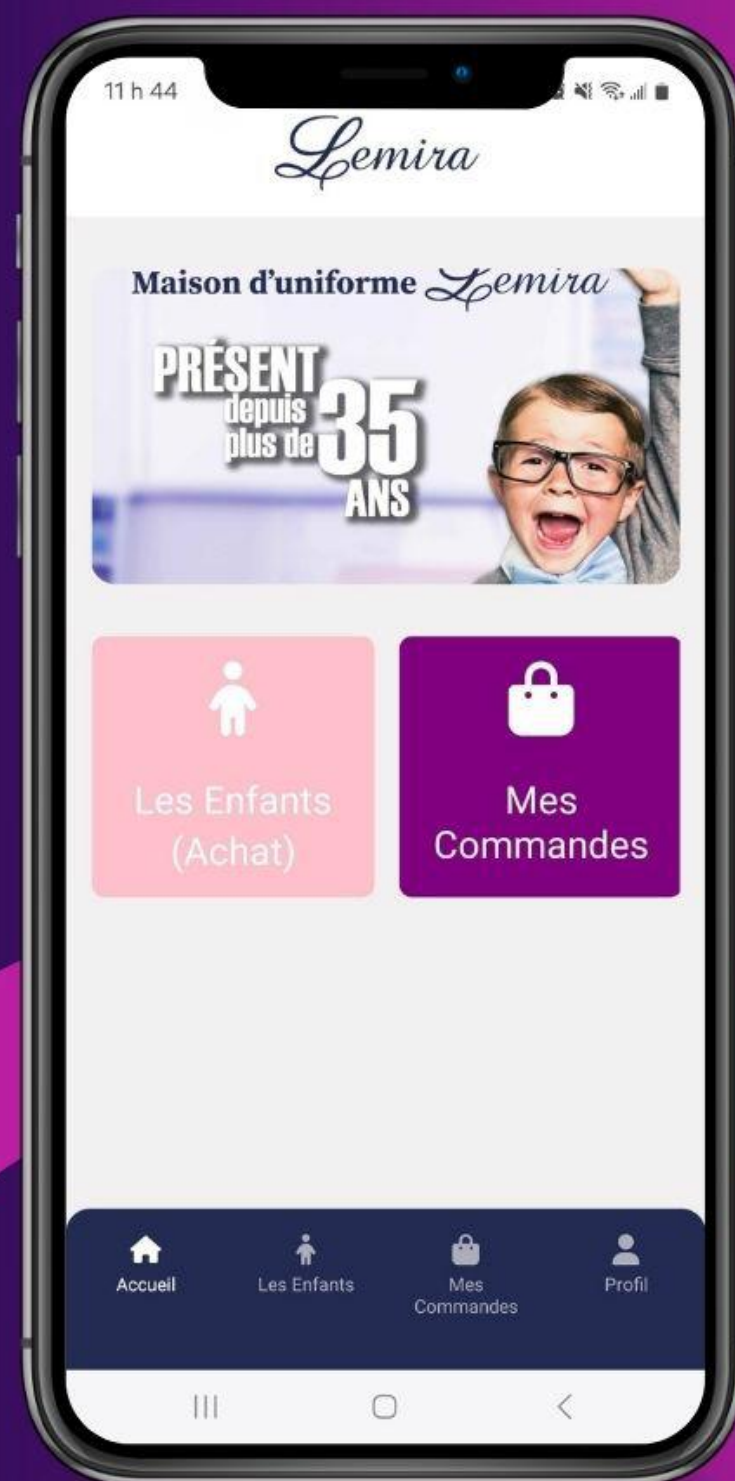 11 h 44
Lemira
Maison d'uniforme Lemira
PRÉSENT
depuis
plus de
35
ANS
Les Enfants
(Achat)
Mes
Commandes
Accueil
Les Enfants
Mes
Commandes
Profil